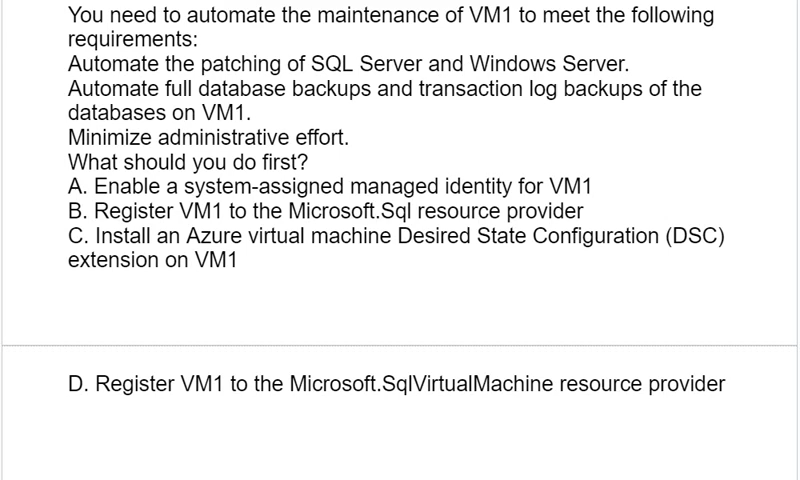 You need to automate the maintenance of VM1 to meet the following
requirements:
Automate the patching of SQL Server and Windows Server.
Automate full database backups and transaction log backups of the
databases on VM1.
Minimize administrative effort.
What should you do first?
A. Enable a system-assigned managed identity for VM1
B. Register VM1 to the Microsoft.Sql resource provider
C. Install an Azure virtual machine Desired State Configuration (DSC)
extension on VM1
D. Register VM1 to the Microsoft.SqlVirtualMachine resource provider